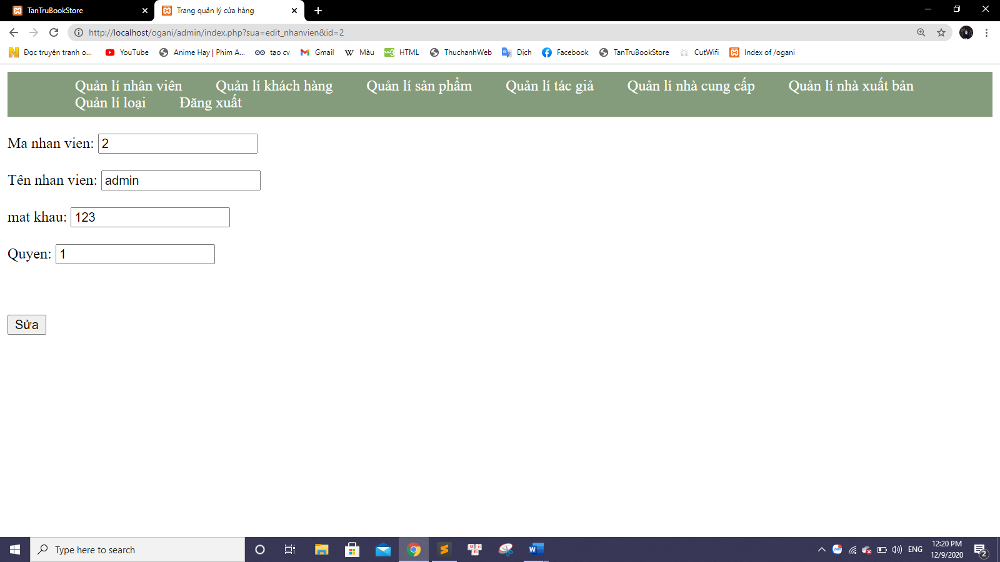 TanTruBookStore
Trang quản lý cửa hàng
http://localhost/ogani/admin/index.php?sua=edit_nhanvien&id=2
Đọc truyện tranh o... YouTube Anime Hay | Phim A... tạo cv Gmail Màu HTML ThuchanhWeb Dịch Facebook TanTruBookStore CutWifi Index of /ogani
Quản lí nhân viên Quản lí khách hàng Quản lí sản phẩm Quản lí tác giả Quản lí nhà cung cấp Quản lí nhà xuất bản
Quản lí loại Đăng xuất
Ma nhan vien: 2
Tên nhan vien: admin
mat khau: 123
Quyen: 1
Sửa
Type here to search
ENG
12:20 PM
12/9/2020
2